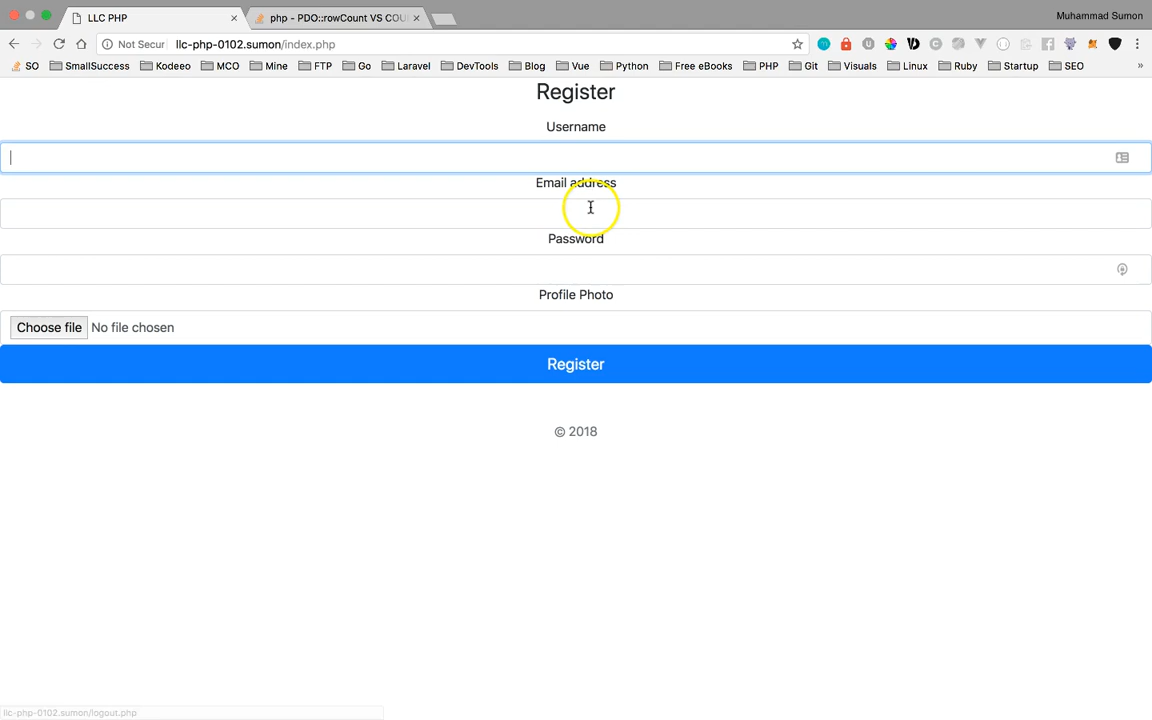 LLC PHP
php - PDO::rowCount VS COU
Muhammad Sumon
Not Secur
llc-php-0102.sumon/index.php
SO
SmallSuccess
Kodeeo
MCO
Mine
FTP
Go
Laravel
DevTools
Blog
Vue
Python
Free eBooks
PHP
Git
Visuals
Linux
Ruby
Startup
SEO
»
Register
Username
Email address
Password
Profile Photo
Choose file No file chosen
Register
© 2018
llc-php-0102.sumon/logout.php